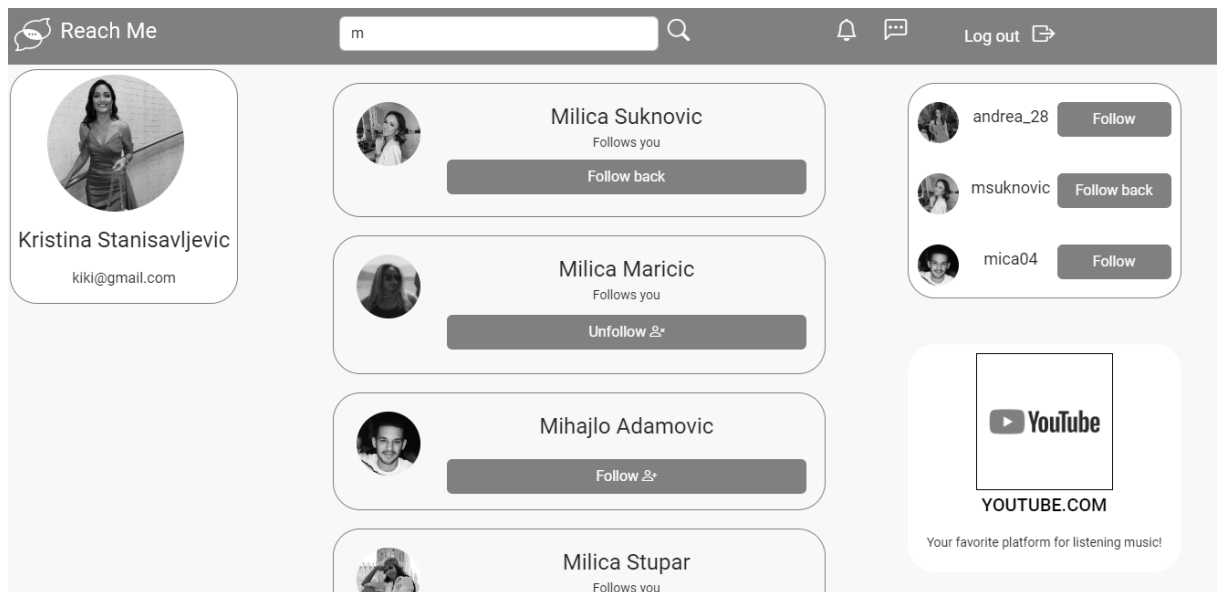 Reach Me
m
Log out
Kristina Stanisavljevic
kiki@gmail.com
Milica Suknovic
Follows you
Follow back
Milica Maricic
Follows you
Unfollow
Mihajlo Adamovic
Follow
Milica Stupar
Follows you
andrea_28
Follow
msuknovic
Follow back
mica04
Follow
YouTube
YOUTUBE.COM
Your favorite platform for listening music!